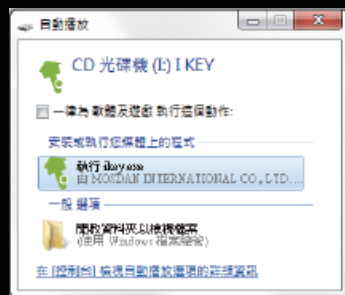 自動播放
CD 光碟機 (I:) I KEY
一律為 軟體及遊戲 執行這個動作:
安裝或執行您媒體上的程式
執行 ikey.exe
由 MOSDAN INTERNATIONAL CO., LTD....
一般 選項
開啟資料夾以檢視檔案
(使用 Windows 檔案總管)
在 [控制台] 檢視自動播放選項的詳細資訊